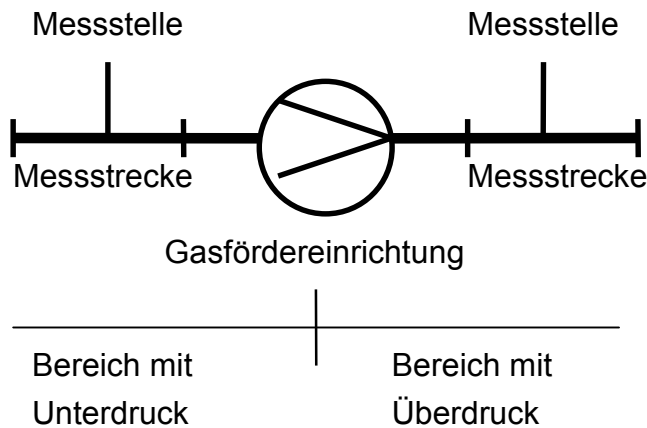 Messstelle
Messstelle
Messstrecke
Messstrecke
Gasfördereinrichtung
Bereich mit
Unterdruck
Bereich mit
Überdruck